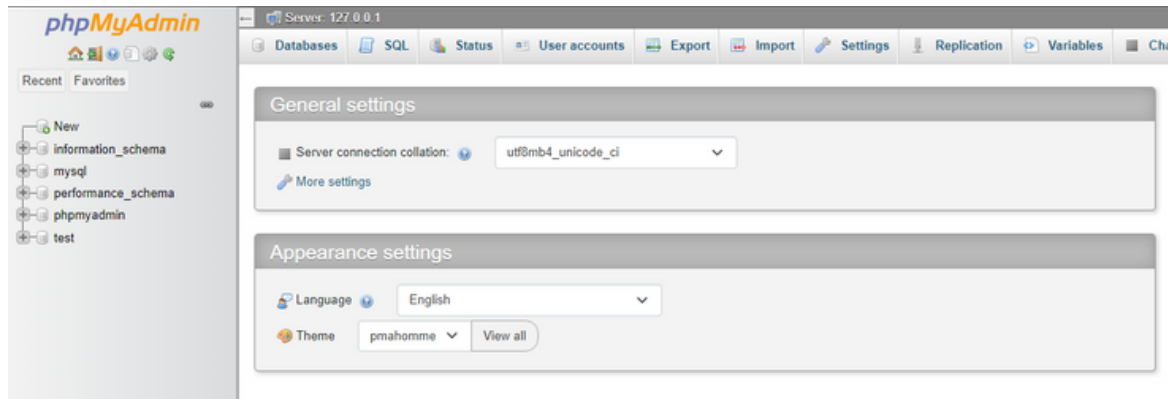 phpMyAdmin
Recent Favorites
New
information_schema
mysql
performance_schema
phpmyadmin
test
Server: 127.0.0.1
Databases SQL Status User accounts Export Import Settings Replication Variables Cha
General settings
Server connection collation: utf8mb4_unicode_ci
More settings
Appearance settings
Language English
Theme pmahomme View all